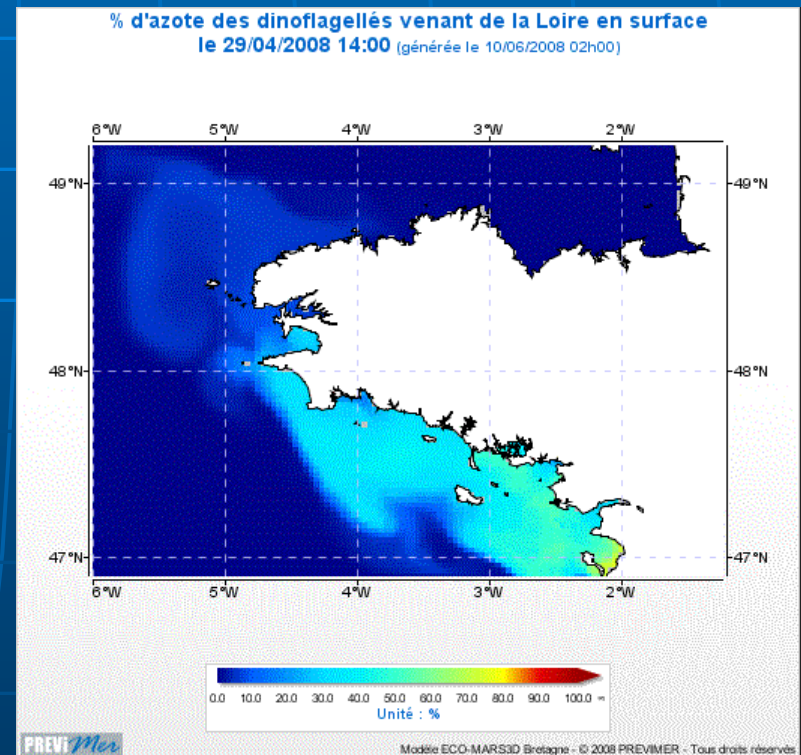 % d'azote des dinoflagellés venant de la Loire en surface
le 29/04/2008 14:00 (générée le 10/06/2008 02h00)
6°W 5°W 4°W 3°W 2°W
49°N 49°N
48°N 48°N
47°N 47°N
6°W 5°W 4°W 3°W 2°W
0.0 10.0 20.0 30.0 40.0 50.0 60.0 70.0 80.0 90.0 100.0
Unité : %
PREVIMer
Modèle ECO-MARS3D Bretagne - © 2008 PREVIMER - Tous droits réservés